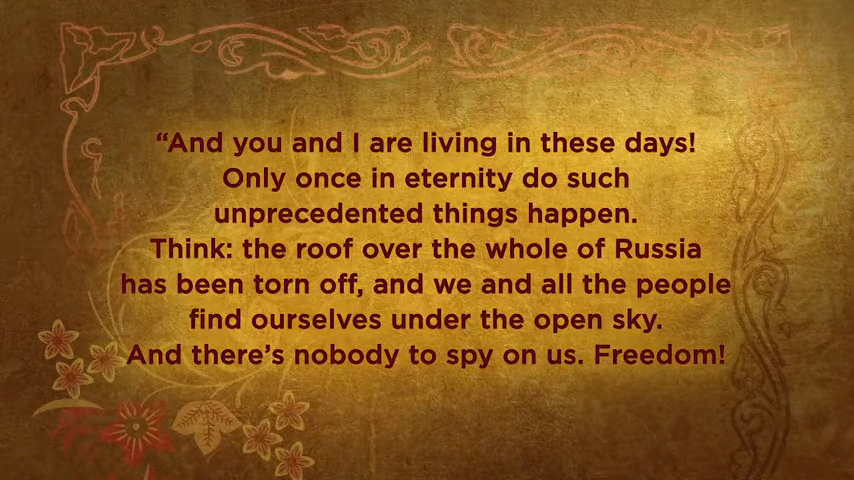 “And you and I are living in these days!
Only once in eternity do such
unprecedented things happen.
Think: the roof over the whole of Russia
has been torn off, and we and all the people
find ourselves under the open sky.
And there’s nobody to spy on us. Freedom!